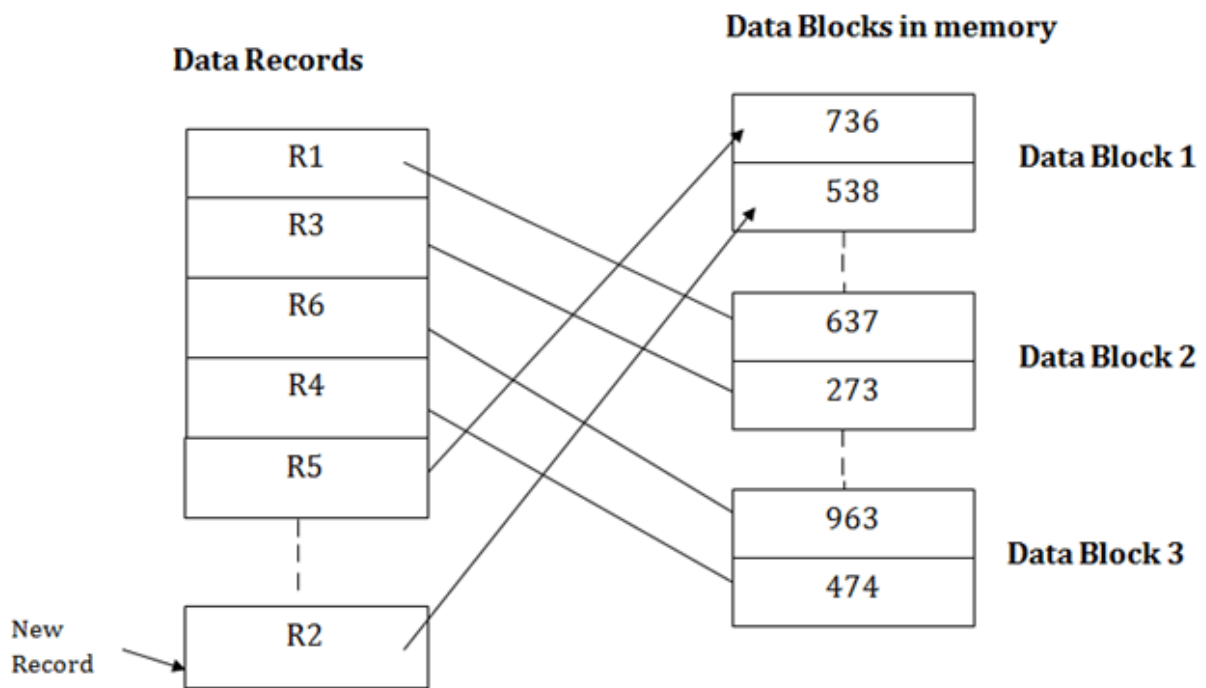 Data Records
R1
R3
R6
R4
R5
R2
New
Record
Data Blocks in memory
736
538
Data Block 1
637
273
Data Block 2
963
474
Data Block 3